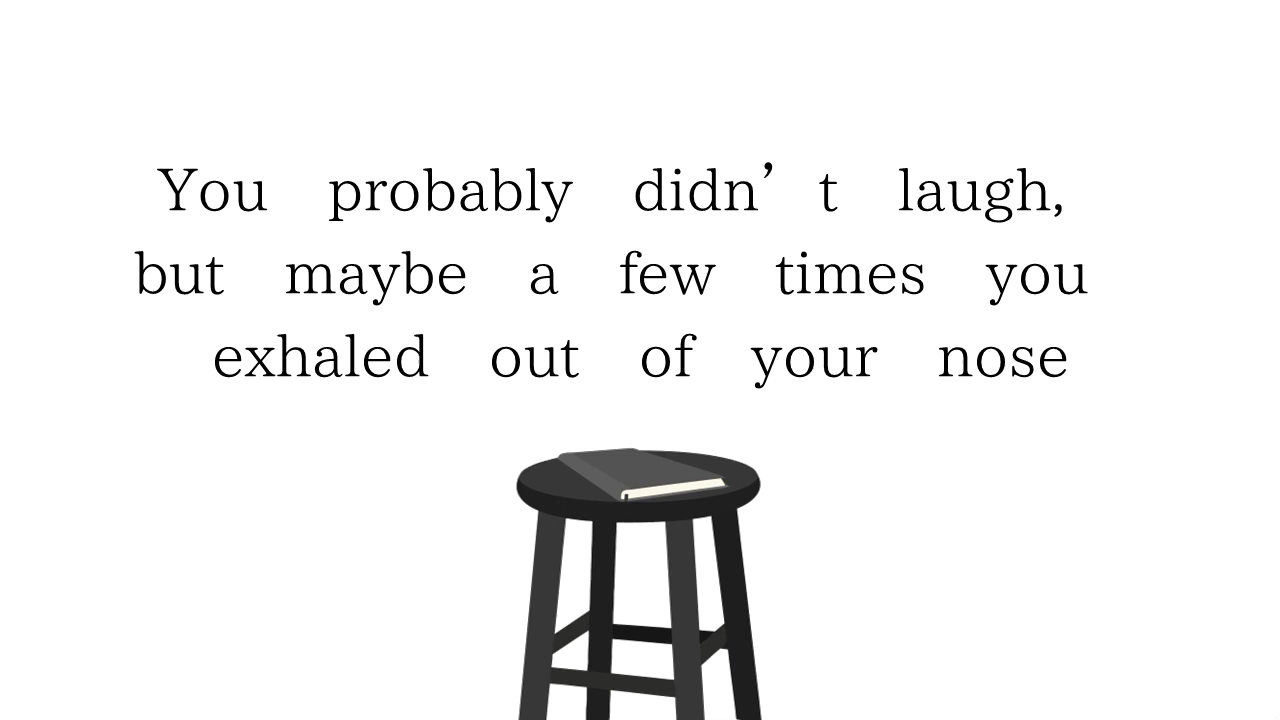 You probably didn’t laugh,
but maybe a few times you
exhaled out of your nose